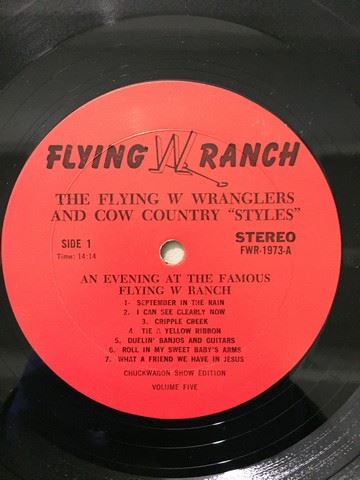 FLYING W RANCH
THE FLYING W WRANGLERS
AND COW COUNTRY "STYLES"
SIDE 1
Time: 14:14
STEREO
FWR-1973-A
AN EVENING AT THE FAMOUS
FLYING W RANCH
1- SEPTEMBER IN THE RAIN
2. I CAN SEE CLEARLY NOW
3. CRIPPLE CREEK
4. TIE A YELLOW RIBBON
5. DUELIN' BANJOS AND GUITARS
6. ROLL IN MY SWEET BABY'S ARMS
7. WHAT A FRIEND WE HAVE IN JESUS
CHUCKWAGON SHOW EDITION
VOLUME FIVE